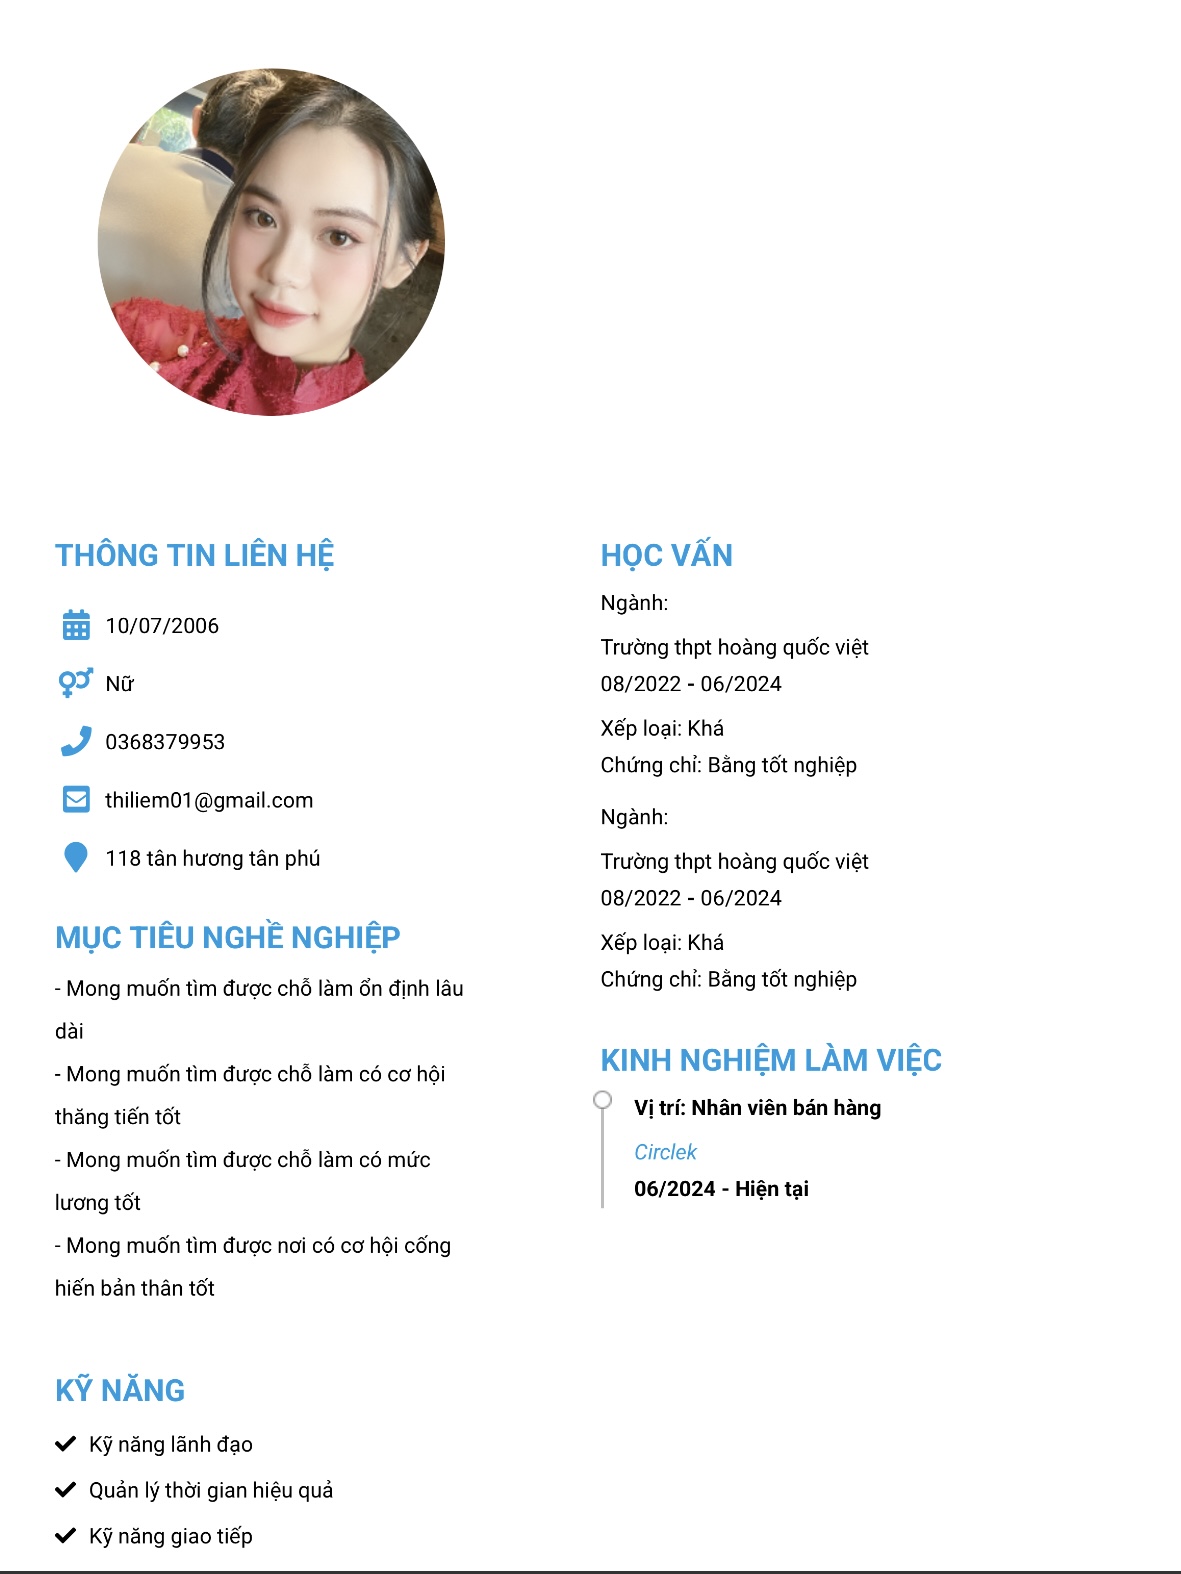 THÔNG TIN LIÊN HỆ
10/07/2006
Nữ
0368379953
thiliem01@gmail.com
118 tân hương tân phú
MỤC TIÊU NGHỀ NGHIỆP
- Mong muốn tìm được chỗ làm ổn định lâu
dài
- Mong muốn tìm được chỗ làm có cơ hội
thăng tiến tốt
- Mong muốn tìm được chỗ làm có mức
lương tốt
- Mong muốn tìm được nơi có cơ hội cống
hiến bản thân tốt
KỸ NĂNG
Kỹ năng lãnh đạo
Quản lý thời gian hiệu quả
Kỹ năng giao tiếp
HỌC VẤN
Ngành:
Trường thpt hoàng quốc việt
08/2022 - 06/2024
Xếp loại: Khá
Chứng chỉ: Bằng tốt nghiệp
Ngành:
Trường thpt hoàng quốc việt
08/2022 - 06/2024
Xếp loại: Khá
Chứng chỉ: Bằng tốt nghiệp
KINH NGHIỆM LÀM VIỆC
Vị trí: Nhân viên bán hàng
Circlek
06/2024 - Hiện tại